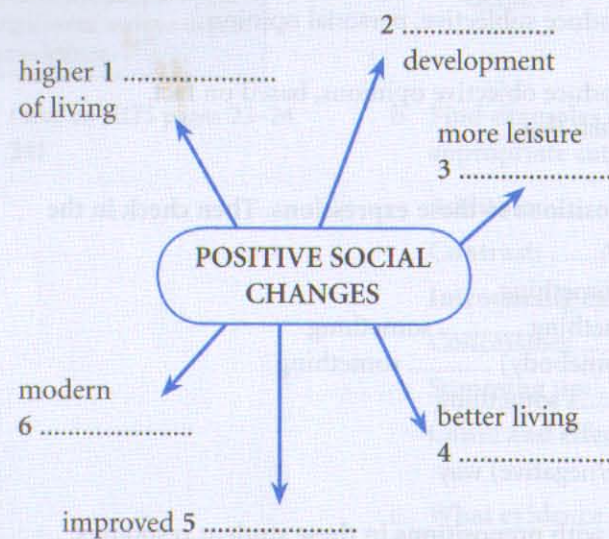 2 ......................
development
higher 1 ......................
of living
more leisure
3 ......................
POSITIVE SOCIAL
CHANGES
modern
6 ......................
better living
4 ......................
improved 5 ......................